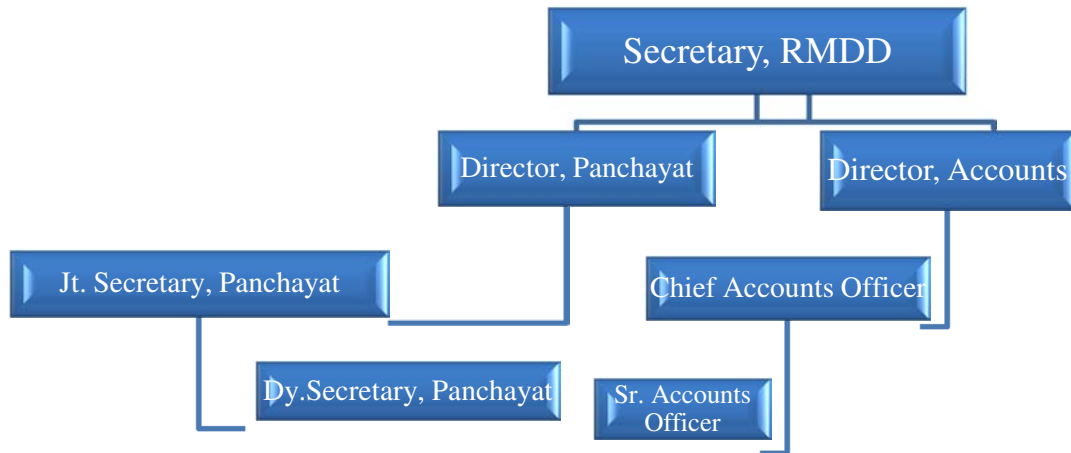 Secretary, RMDD
Director, Panchayat
Director, Accounts
Jt. Secretary, Panchayat
Chief Accounts Officer
Dy.Secretary, Panchayat
Sr. Accounts
Officer